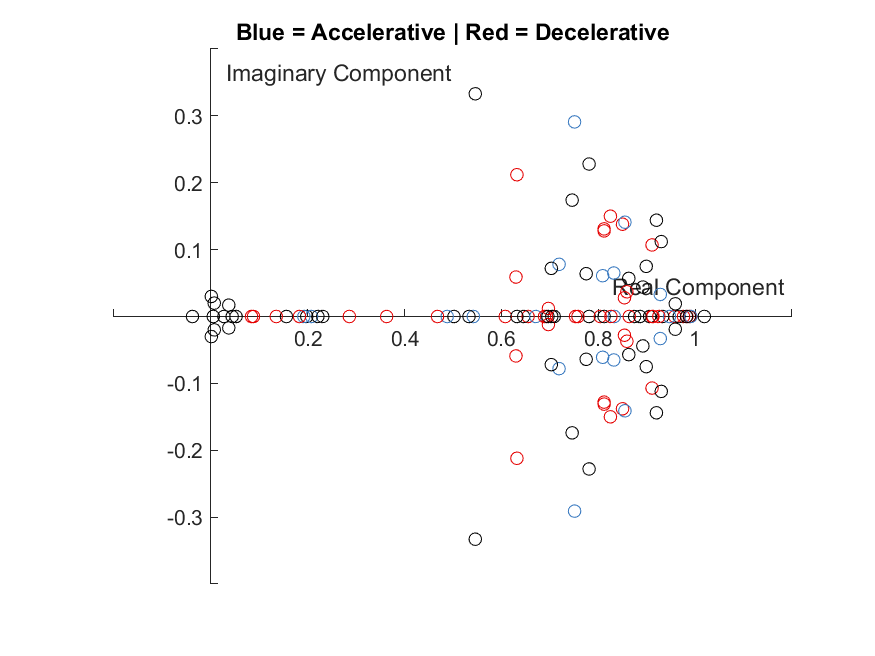 Blue = Accelerative | Red = Decelerative
Imaginary Component
0.3
0.2
0.1
Real Component
0.2 0.4 0.6 0.8 1
-0.1
-0.2
-0.3